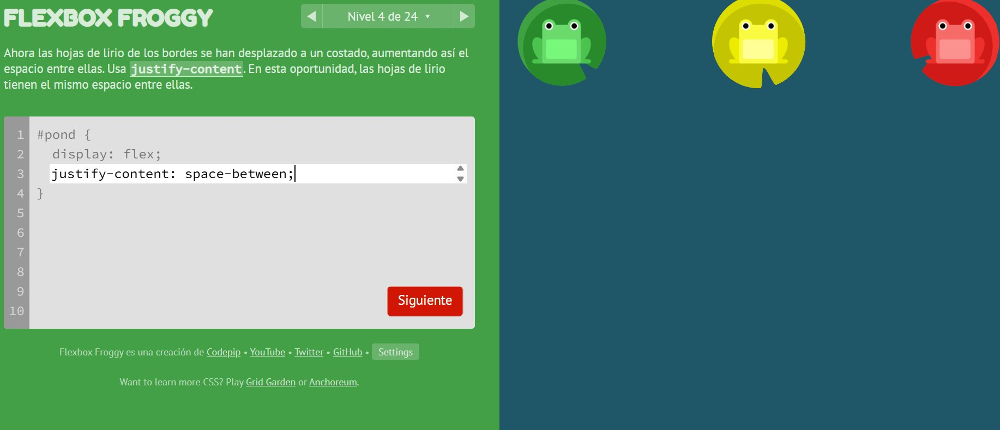 FLEXBOX FROGGY
Nivel 4 de 24
Ahora las hojas de lirio de los bordes se han desplazado a un costado, aumentando así el
espacio entre ellas. Usa justify-content. En esta oportunidad, las hojas de lirio
tienen el mismo espacio entre ellas.
1 #pond {
2 display: flex;
3 justify-content: space-between;
4 }
5
6
7
8
9
10
Siguiente
Flexbox Froggy es una creación de Codepip • YouTube • Twitter • GitHub • Settings
Want to learn more CSS? Play Grid Garden or Anchoreum.